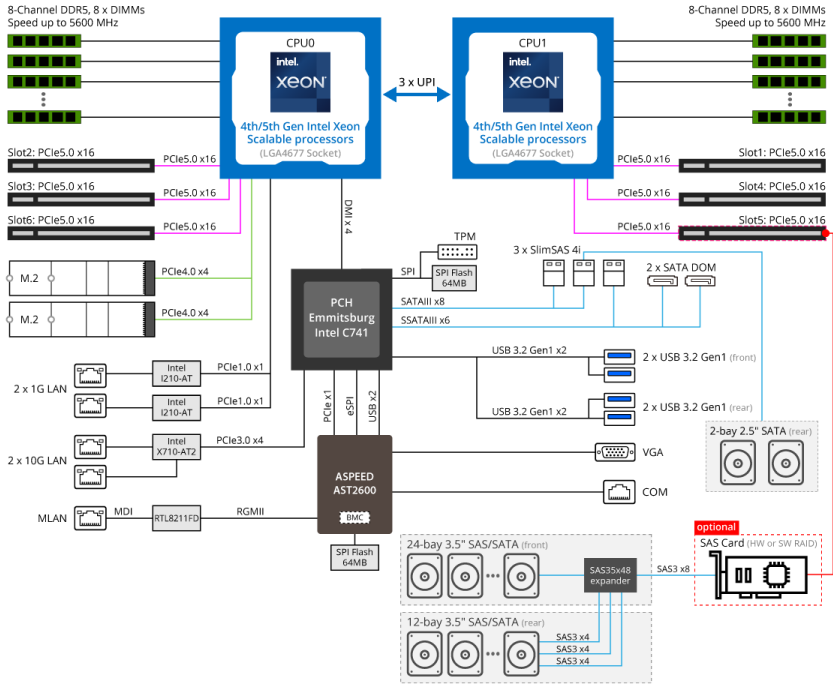 8-Channel DDR5, 8 x DIMMs
Speed up to 5600 MHz
8-Channel DDR5, 8 x DIMMs
Speed up to 5600 MHz
CPU0
intel.
xeon
4th/5th Gen Intel Xeon
Scalable processors
(LGA4677 Socket)
3 x UPI
CPU1
intel.
xeon
4th/5th Gen Intel Xeon
Scalable processors
(LGA4677 Socket)
Slot2: PCIe5.0 x16
PCIe5.0 x16
Slot3: PCIe5.0 x16
PCIe5.0 x16
Slot6: PCIe5.0 x16
PCIe5.0 x16
PCIe5.0 x16
Slot1: PCIe5.0 x16
PCIe5.0 x16
Slot4: PCIe5.0 x16
PCIe5.0 x16
Slot5: PCIe5.0 x16
DMI x 4
M.2
PCIe4.0 x4
M.2
PCIe4.0 x4
TPM
SPI
SPI Flash
64MB
3 x SlimSAS 4i
2 x SATA DOM
PCH
Emmitsburg
Intel C741
SATAIII x8
SSATAIII x6
2 x 1G LAN
Intel
I210-AT
PCIe1.0 x1
Intel
I210-AT
PCIe1.0 x1
USB 3.2 Gen1 x2
2 x USB 3.2 Gen1 (front)
USB 3.2 Gen1 x2
2 x USB 3.2 Gen1 (rear)
PCIe x1
eSPI
USB x2
2 x 10G LAN
Intel
X710-AT2
PCIe3.0 x4
2-bay 2.5" SATA (rear)
ASPEED
AST2600
BMC
VGA
COM
MLAN
MDI
RTL8211FD
RGMII
SPI Flash
64MB
optional
SAS Card (HW or SW RAID)
24-bay 3.5" SAS/SATA (front)
SAS35x48
expander
SAS3 x8
12-bay 3.5" SAS/SATA (rear)
SAS3 x4
SAS3 x4
SAS3 x4